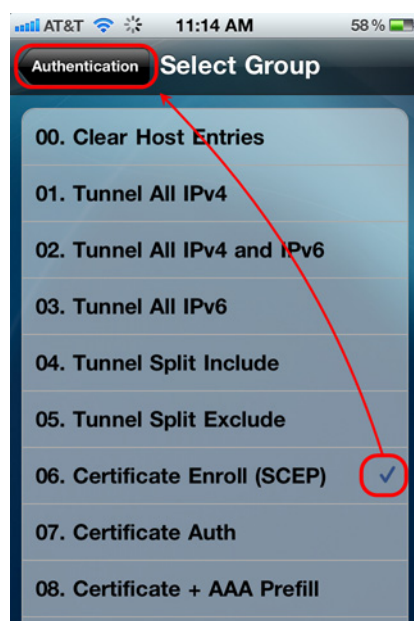 AT&T 11:14 AM 58%
Authentication Select Group
00. Clear Host Entries
01. Tunnel All IPv4
02. Tunnel All IPv4 and IPv6
03. Tunnel All IPv6
04. Tunnel Split Include
05. Tunnel Split Exclude
06. Certificate Enroll (SCEP)
07. Certificate Auth
08. Certificate + AAA Prefill